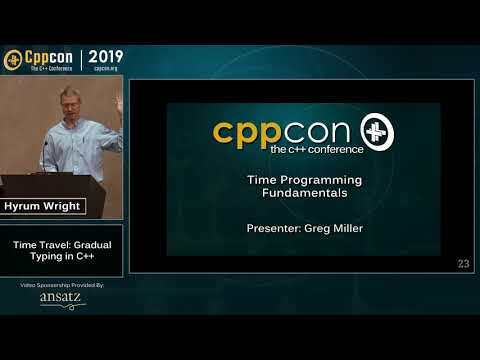 Cppcon
The C++ Conference
2019
cppcon.org
Hyrum Wright
Time Travel: Gradual
Typing in C++
Video Sponsorship Provided By:
ansatz
cppcon
the c++ conference
Time Programming
Fundamentals
Presenter: Greg Miller
23